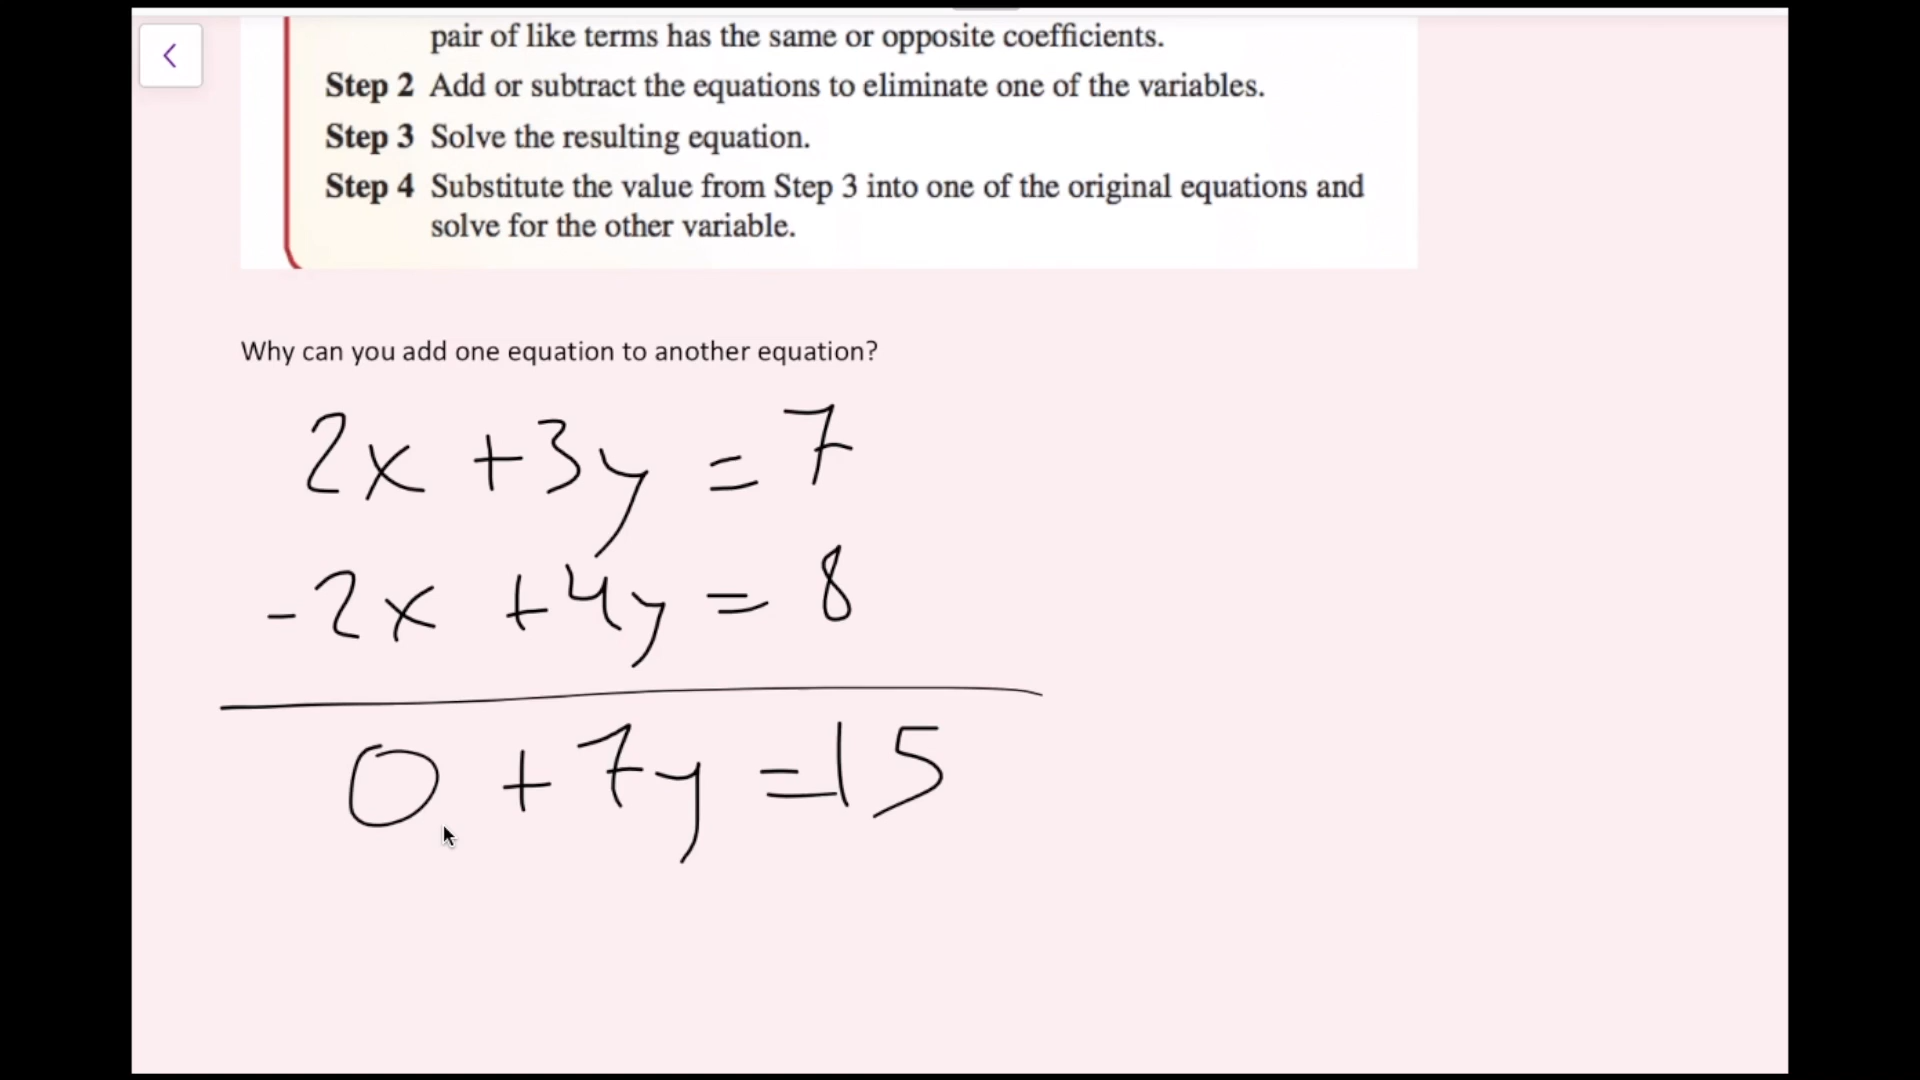 pair of like terms has the same or opposite coefficients.
Step 2 Add or subtract the equations to eliminate one of the variables.
Step 3 Solve the resulting equation.
Step 4 Substitute the value from Step 3 into one of the original equations and
solve for the other variable.
Why can you add one equation to another equation?
2x +3y = 7
-2x +4y = 8
0 + 7y = 15